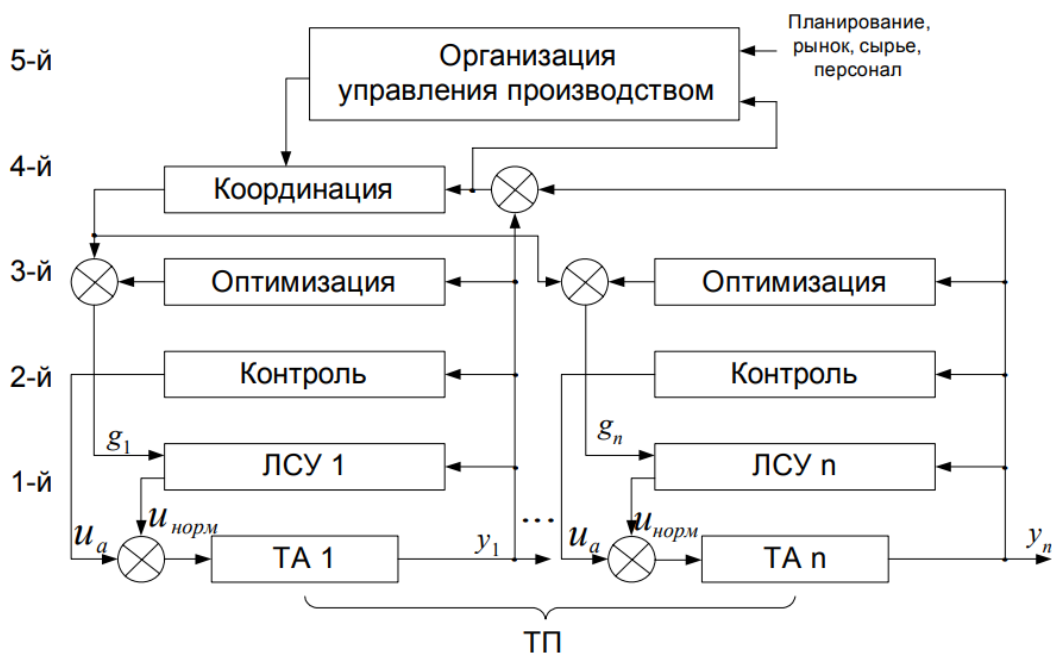 Планирование,
рынок, сырье,
персонал
5-й
Организация
управления производством
4-й
Координация
3-й
Оптимизация
Оптимизация
2-й
Контроль
Контроль
g₁
gₙ
1-й
ЛСУ 1
ЛСУ n
uₐ
uнорм
...
uₐ
uнорм
ТА 1
y₁
ТА n
yₙ
ТП